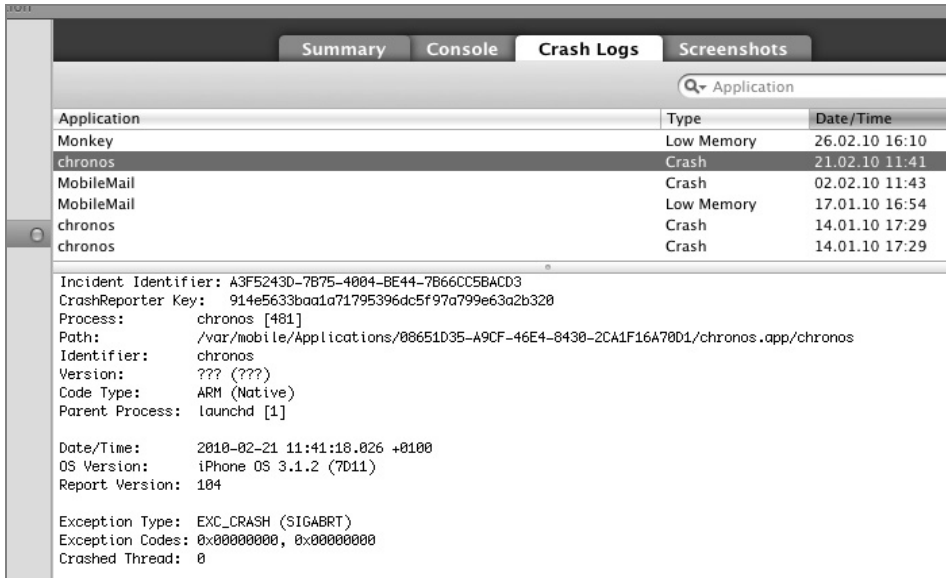 Summary Console Crash Logs Screenshots
Application
Application Type Date/Time
Monkey Low Memory 26.02.10 16:10
chronos Crash 21.02.10 11:41
MobileMail Crash 02.02.10 11:43
MobileMail Low Memory 17.01.10 16:54
chronos Crash 14.01.10 17:29
chronos Crash 14.01.10 17:29
Incident Identifier: A3F5243D-7B75-4004-BE44-7B66CC5BACD3
CrashReporter Key: 914e5633baa1a71795396dc5f97a799e63a2b320
Process: chronos [481]
Path: /var/mobile/Applications/08651D35-A9CF-46E4-8430-2CA1F16A70D1/chronos.app/chronos
Identifier: chronos
Version: ??? (???)
Code Type: ARM (Native)
Parent Process: launchd [1]
Date/Time: 2010-02-21 11:41:18.026 +0100
OS Version: iPhone OS 3.1.2 (7D11)
Report Version: 104
Exception Type: EXC_CRASH (SIGABRT)
Exception Codes: 0x00000000, 0x00000000
Crashed Thread: 0